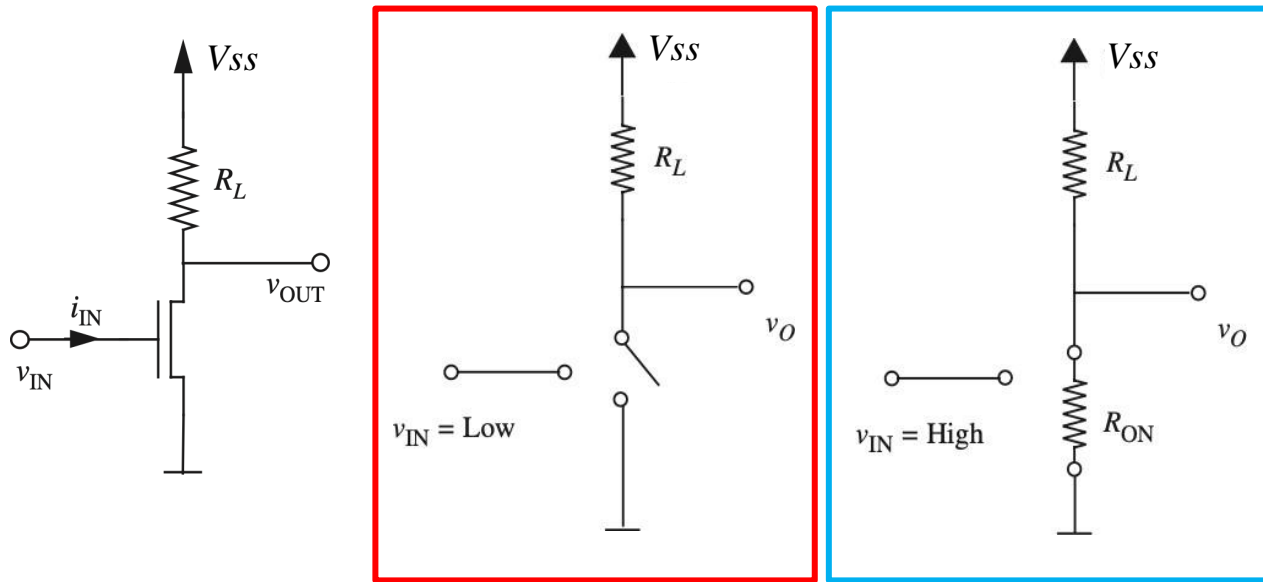 Vss
R_L
v_OUT
i_IN
v_IN
Vss
R_L
v_O
v_IN = Low
Vss
R_L
v_O
v_IN = High
R_ON